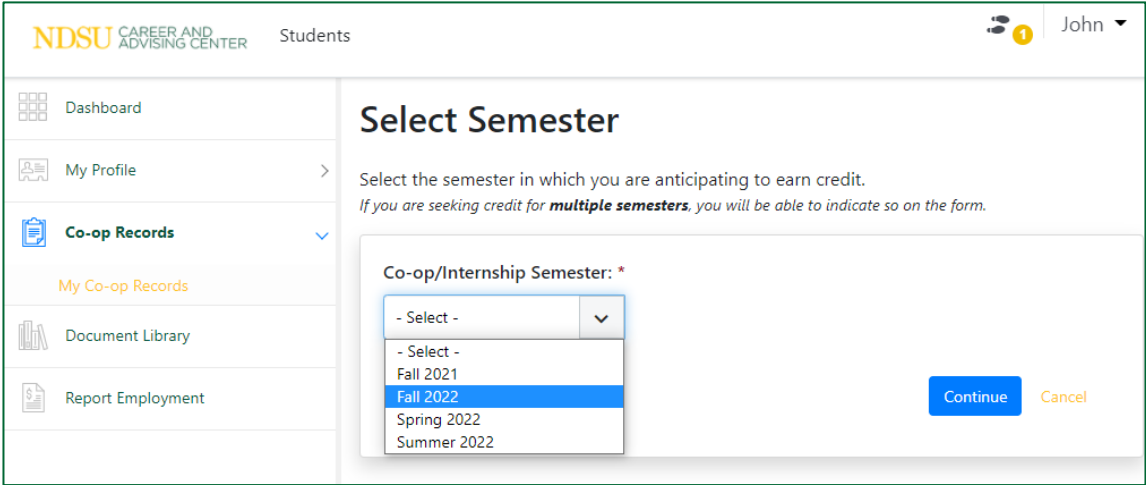 NDSU CAREER AND ADVISING CENTER
Students
1
John
Dashboard
My Profile
Co-op Records
My Co-op Records
Document Library
Report Employment
Select Semester
Select the semester in which you are anticipating to earn credit.
If you are seeking credit for multiple semesters, you will be able to indicate so on the form.
Co-op/Internship Semester: *
- Select -
- Select -
Fall 2021
Fall 2022
Spring 2022
Summer 2022
Continue
Cancel